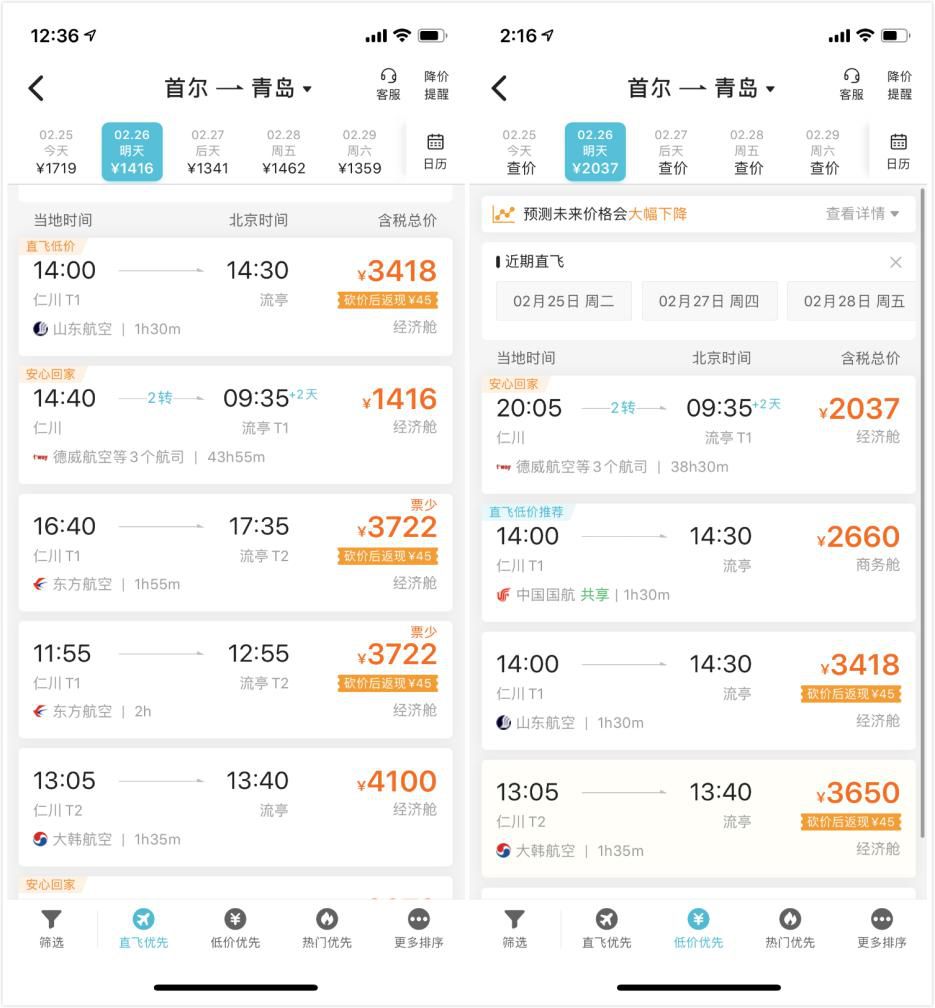 12:36
首尔 — 青岛
客服
降价
提醒
02.25
今天
¥1719
02.26
明天
¥1416
02.27
后天
¥1341
02.28
周五
¥1462
02.29
周六
¥1359
日历
当地时间 北京时间 含税总价
直飞低价
14:00 14:30 ¥3418
砍价后返现¥45
仁川T1 流亭
山东航空 | 1h30m 经济舱
安心回家
14:40 2转 09:35+2天 ¥1416
仁川 流亭T1 经济舱
t'way 德威航空等3个航司 | 43h55m
票少
16:40 17:35 ¥3722
仁川T1 流亭T2 砍价后返现¥45
东方航空 | 1h55m 经济舱
票少
11:55 12:55 ¥3722
仁川T1 流亭T2 砍价后返现¥45
东方航空 | 2h 经济舱
13:05 13:40 ¥4100
仁川T2 流亭 经济舱
大韩航空 | 1h35m
安心回家
筛选 直飞优先 低价优先 热门优先 更多排序
2:16
首尔 — 青岛
客服
降价
提醒
02.25
今天
查价
02.26
明天
¥2037
02.27
后天
查价
02.28
周五
查价
02.29
周六
查价
日历
预测未来价格会大幅下降 查看详情
近期直飞
02月25日 周二 02月27日 周四 02月28日 周五
当地时间 北京时间 含税总价
安心回家
20:05 2转 09:35+2天 ¥2037
仁川 流亭T1 经济舱
t'way 德威航空等3个航司 | 38h30m
直飞低价推荐
14:00 14:30 ¥2660
仁川T1 流亭 商务舱
中国国航 共享 | 1h30m
14:00 14:30 ¥3418
仁川T1 流亭 砍价后返现¥45
山东航空 | 1h30m 经济舱
13:05 13:40 ¥3650
仁川T2 流亭 砍价后返现¥45
大韩航空 | 1h35m 经济舱
筛选 直飞优先 低价优先 热门优先 更多排序